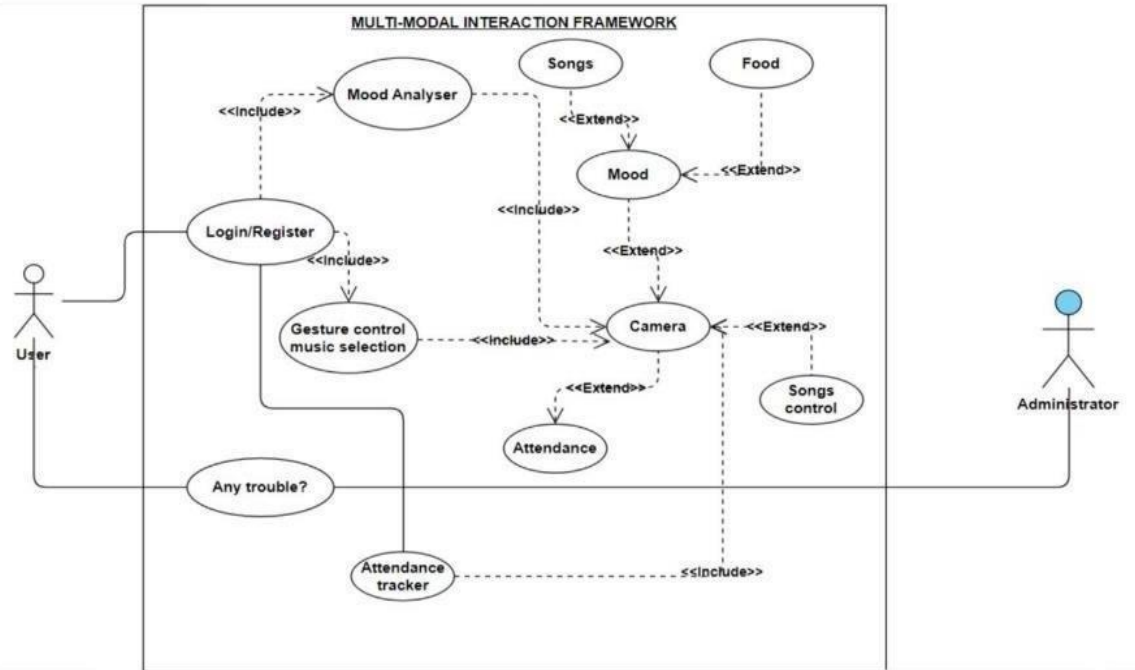 MULTI-MODAL INTERACTION FRAMEWORK
Songs
Food
Mood Analyser
<<Include>>
<<Extend>>
Mood
<<Extend>>
<<Include>>
Login/Register
<<Extend>>
<<Include>>
Gesture control
music selection
<<Include>>
Camera
<<Extend>>
User
<<Extend>>
Songs
control
Administrator
Attendance
Any trouble?
Attendance
tracker
<<Include>>